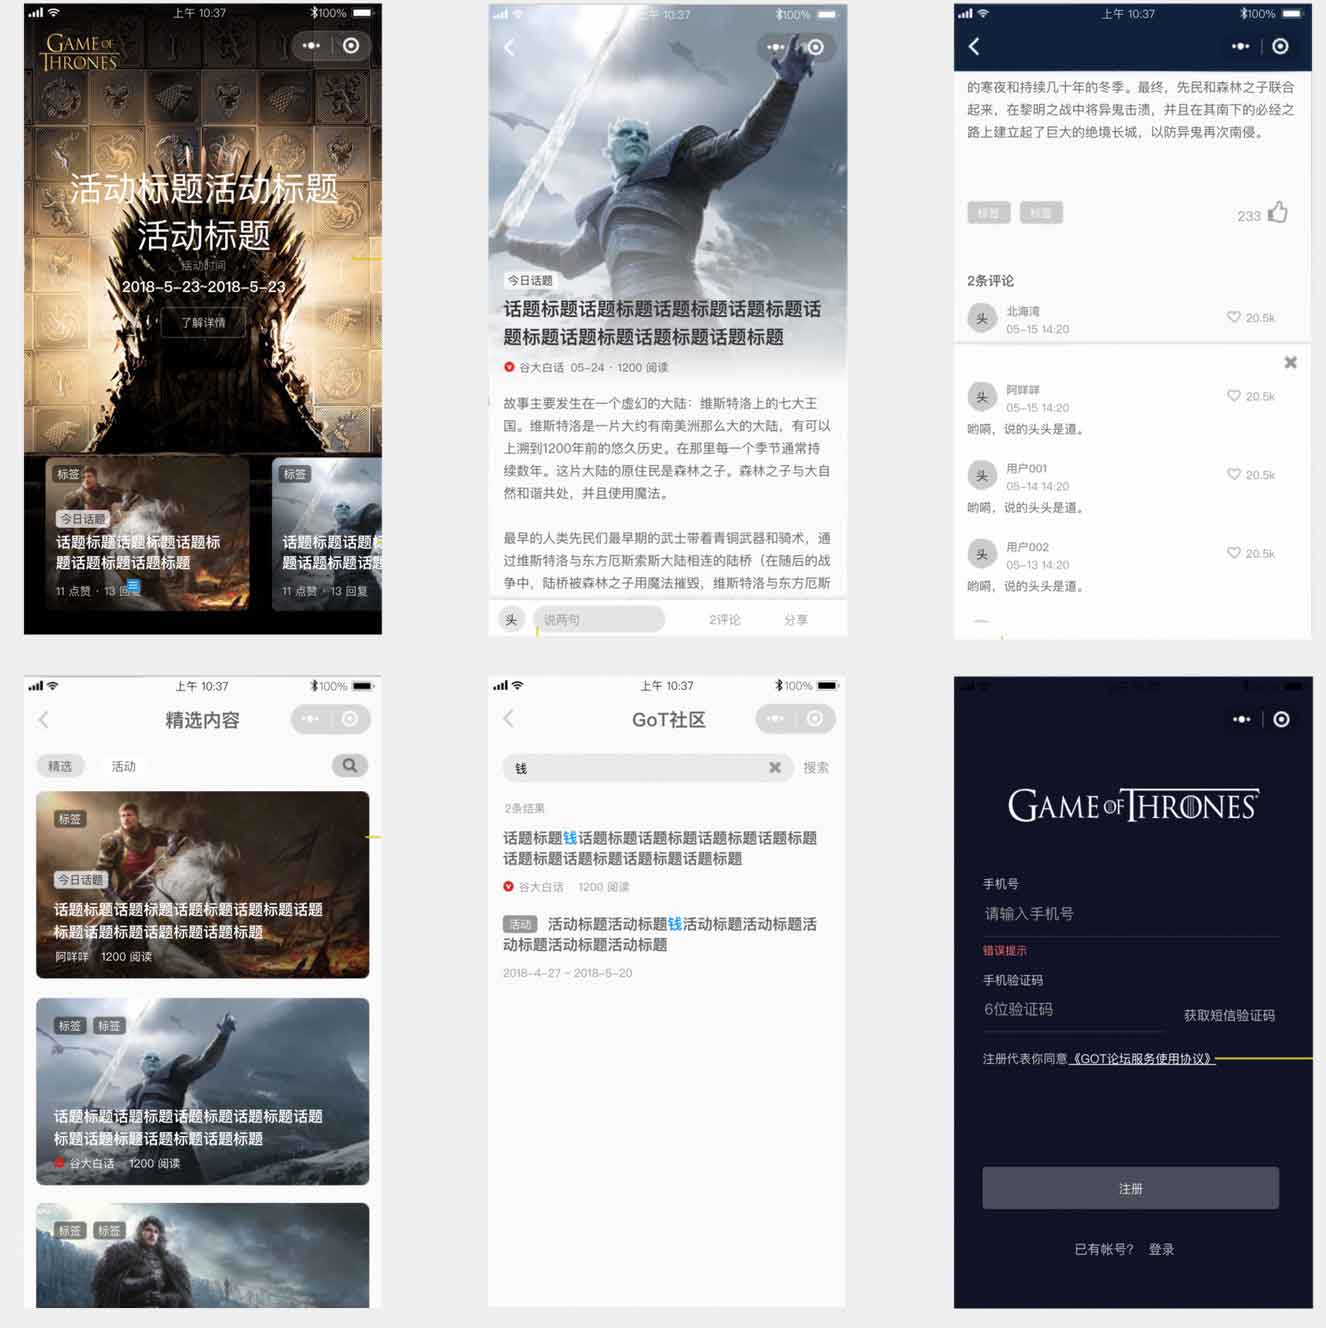 上午 10:37
100%
GAME OF
THRONES
活动标题活动标题
活动标题
活动时间
2018-5-23~2018-5-23
了解详情
标签
今日话题
话题标题话题标题话题标
题话题标题话题标题
11 点赞 · 13 回复
标签
话题标题话题标
题话题标题话题
11 点赞 · 13 回复
上午 10:37
100%
今日话题
话题标题话题标题话题标题话题标题话
题标题话题标题话题标题话题标题
谷大白话 05-24 · 1200 阅读
故事主要发生在一个虚幻的大陆：维斯特洛上的七大王
国。维斯特洛是一片大约有南美洲那么大的大陆，有可以
上溯到1200年前的悠久历史。在那里每一个季节通常持
续数年。这片大陆的原住民是森林之子。森林之子与大自
然和谐共处，并且使用魔法。
最早的人类先民们最早期的武士带着青铜武器和骑术，通
过维斯特洛与东方厄斯索斯大陆相连的陆桥（在随后的战
争中，陆桥被森林之子用魔法摧毁，维斯特洛与东方厄斯
头
说两句
2评论
分享
上午 10:37
100%
的寒夜和持续几十年的冬季。最终，先民和森林之子联合
起来，在黎明之战中将异鬼击溃，并且在其南下的必经之
路上建立起了巨大的绝境长城，以防异鬼再次南侵。
标签 标签
233
2条评论
头
北海湾
05-15 14:20
20.5k
头
阿咩咩
05-15 14:20
20.5k
哟嗬，说的头头是道。
头
用户001
05-14 14:20
20.5k
哟嗬，说的头头是道。
头
用户002
05-13 14:20
20.5k
哟嗬，说的头头是道。
上午 10:37
100%
精选内容
精选 活动
标签
今日话题
话题标题话题标题话题标题话题标题话题
标题话题标题话题标题话题标题
阿咩咩 1200 阅读
标签 标签
话题标题话题标题话题标题话题标题话题
标题话题标题话题标题话题标题
谷大白话 1200 阅读
标签 标签
上午 10:37
100%
GoT社区
钱
搜索
2条结果
话题标题钱话题标题话题标题话题标题话题标题
话题标题话题标题话题标题话题标题
谷大白话 1200 阅读
活动 活动标题活动标题钱活动标题活动标题活
动标题活动标题活动标题
2018-4-27 ~ 2018-5-20
GAME OF THRONES
手机号
请输入手机号
错误提示
手机验证码
6位验证码
获取短信验证码
注册代表你同意《GOT论坛服务使用协议》
注册
已有帐号？ 登录